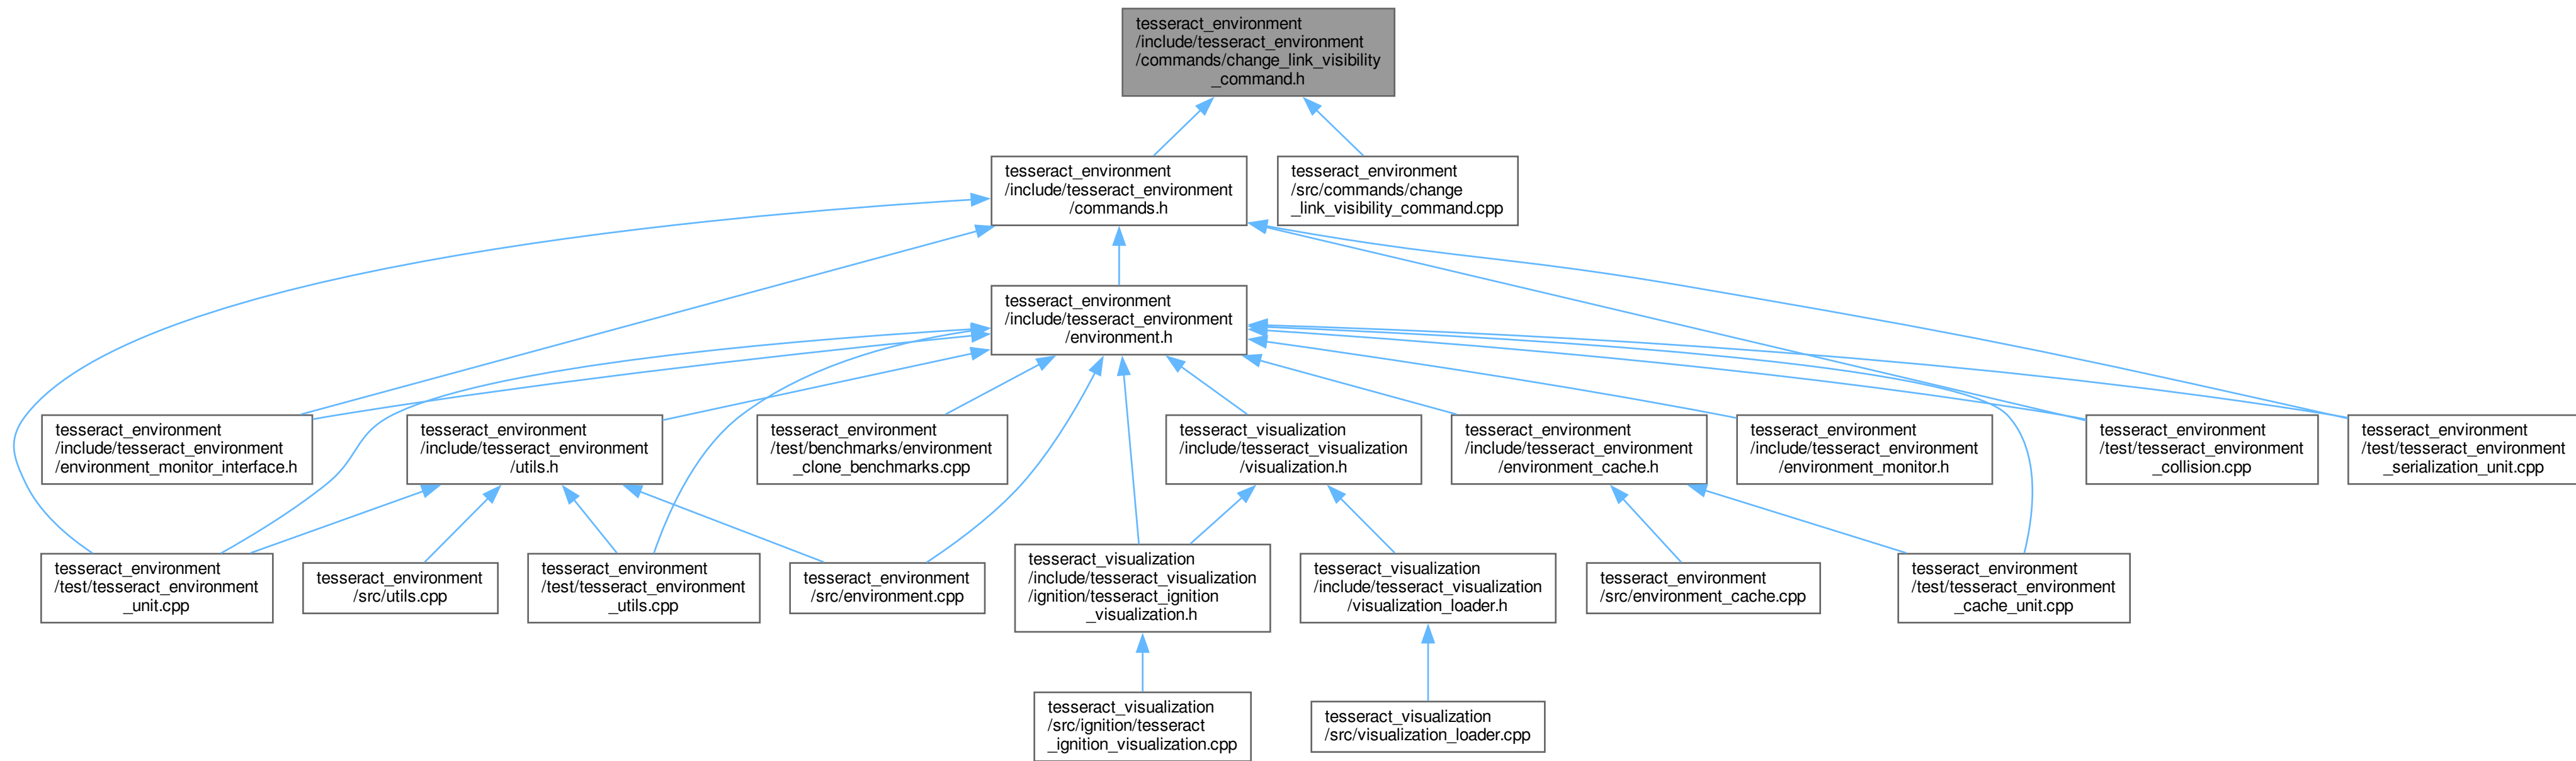 tesseract_environment
/include/tesseract_environment
/commands/change_link_visibility
_command.h
tesseract_environment
/include/tesseract_environment
/commands.h
tesseract_environment
/src/commands/change
_link_visibility_command.cpp
tesseract_environment
/include/tesseract_environment
/environment.h
tesseract_environment
/include/tesseract_environment
/environment_monitor_interface.h
tesseract_environment
/include/tesseract_environment
/utils.h
tesseract_environment
/test/benchmarks/environment
_clone_benchmarks.cpp
tesseract_visualization
/include/tesseract_visualization
/visualization.h
tesseract_environment
/include/tesseract_environment
/environment_cache.h
tesseract_environment
/include/tesseract_environment
/environment_monitor.h
tesseract_environment
/test/tesseract_environment
_collision.cpp
tesseract_environment
/test/tesseract_environment
_serialization_unit.cpp
tesseract_environment
/test/tesseract_environment
_unit.cpp
tesseract_environment
/src/utils.cpp
tesseract_environment
/test/tesseract_environment
_utils.cpp
tesseract_environment
/src/environment.cpp
tesseract_visualization
/include/tesseract_visualization
/ignition/tesseract_ignition
_visualization.h
tesseract_visualization
/include/tesseract_visualization
/visualization_loader.h
tesseract_environment
/src/environment_cache.cpp
tesseract_environment
/test/tesseract_environment
_cache_unit.cpp
tesseract_visualization
/src/ignition/tesseract
_ignition_visualization.cpp
tesseract_visualization
/src/visualization_loader.cpp